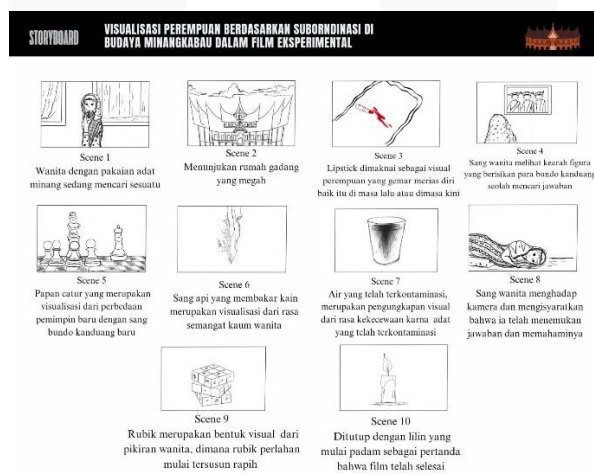 STORYBOARD
VISUALISASI PEREMPUAN BERDASARKAN SUBORNDINASI DI
BUDAYA MINANGKABAU DALAM FILM EKSPERIMENTAL
Scene 1
Wanita dengan pakaian adat
minang sedang mencari sesuatu
Scene 2
Menunjukan rumah gadang
yang megah
Scene 3
Lipstick dimaknai sebagai visual
perempuan yang gemar merias diri
baik itu di masa lalu atau dimasa kini
Scene 4
Sang wanita melihat kearah figura
yang berisikan para bundo kanduang
seolah mencari jawaban
Scene 5
Papan catur yang merupakan
visualisasi dari perbedaan
pemimpin baru dengan sang
bundo kanduang baru
Scene 6
Sang api yang membakar kain
merupakan visualisasi dari rasa
semangat kaum wanita
Scene 7
Air yang telah terkontaminasi,
merupakan pengungkapan visual
dari rasa kekecewaan karna adat
yang telah terkontaminasi
Scene 8
Sang wanita menghadap
kamera dan mengisyaratkan
bahwa ia telah menemukan
jawaban dan memahaminya
Scene 9
Rubik merupakan bentuk visual dari
pikiran wanita, dimana rubik perlahan
mulai tersusun rapih
Scene 10
Ditutup dengan lilin yang
mulai padam sebagai pertanda
bahwa film telah selesai